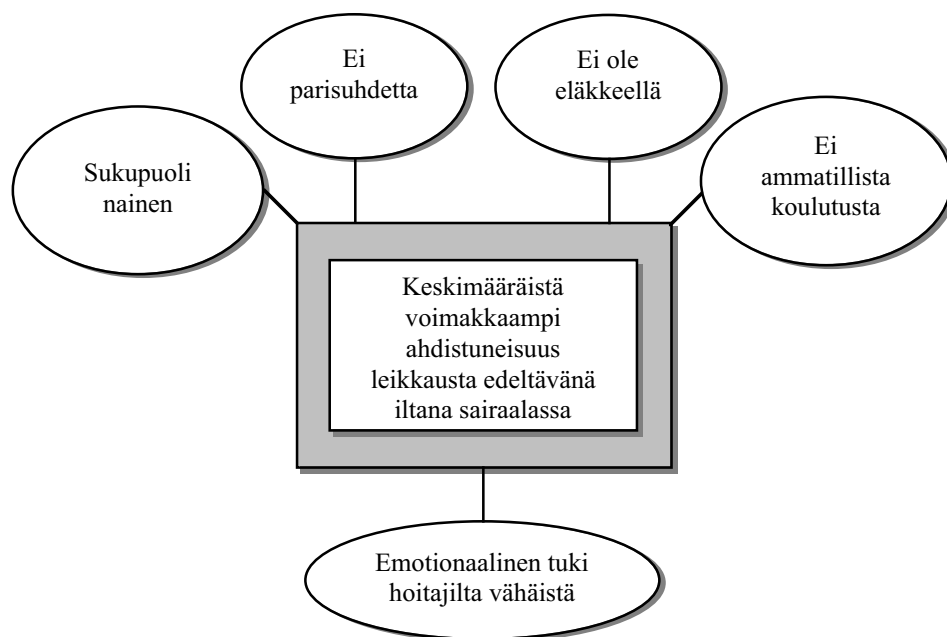 Ei
parisuhdetta
Ei ole
eläkkeellä
Sukupuoli
nainen
Ei
ammatillista
koulutusta
Keskimääräistä
voimakkaampi
ahdistuneisuus
leikkausta edeltävänä
iltana sairaalassa
Emotionaalinen tuki
hoitajilta vähäistä